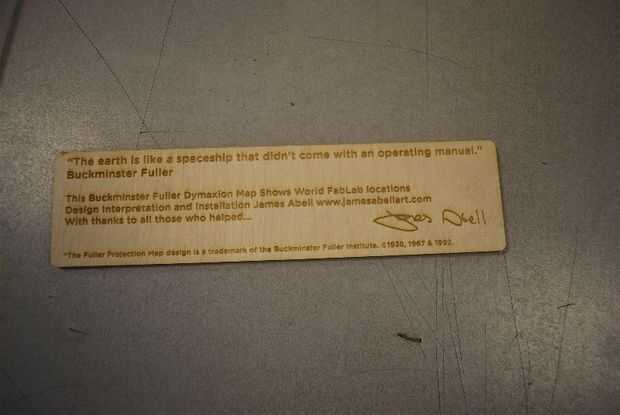 "The earth is like a spaceship that didn't come with an operating manual."
Buckminster Fuller
This Buckminster Fuller Dymaxion Map Shows World FabLab locations
Design Interpretation and Installation James Abell www.jamesabellart.com
With thanks to all those who helped...
James Abell
*The Fuller Projection Map design is a trademark of the Buckminster Fuller Institute. ©1938, 1967 & 1992.